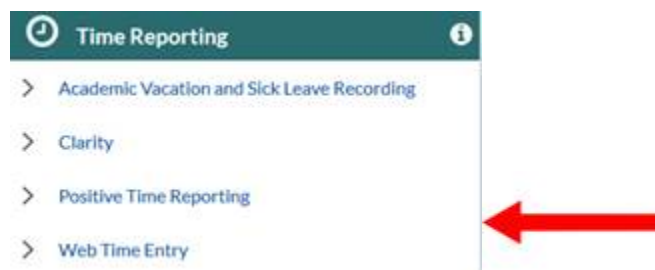 Time Reporting
Academic Vacation and Sick Leave Recording
Clarity
Positive Time Reporting
Web Time Entry